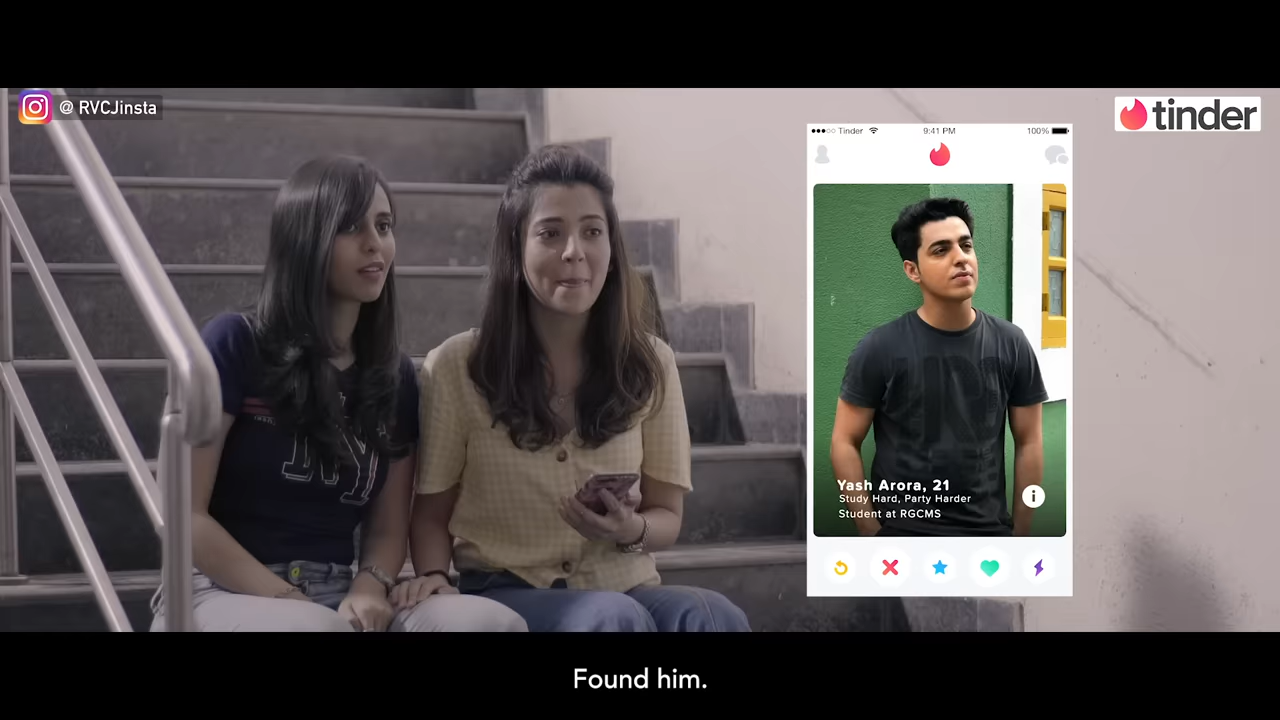 @ RVCJinsta
tinder
Tinder
9:41 PM
100%
Yash Arora, 21
Study Hard, Party Harder
Student at RGCMS
i
NY
Found him.